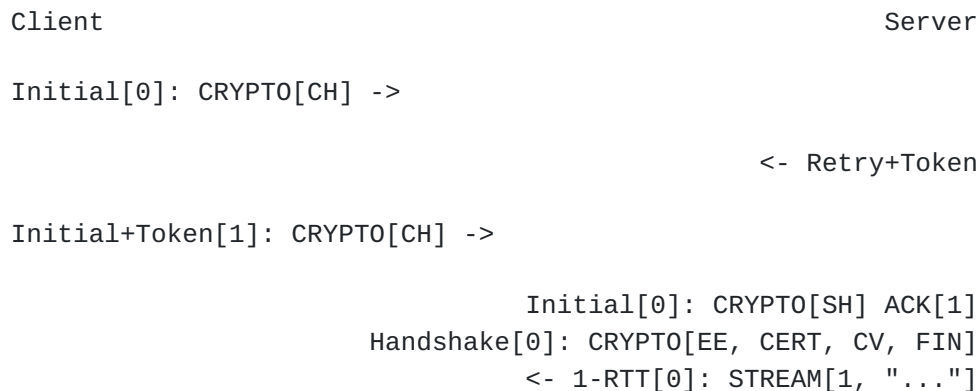 Client Server
Initial[0]: CRYPTO[CH] ->
<- Retry+Token
Initial+Token[1]: CRYPTO[CH] ->
Initial[0]: CRYPTO[SH] ACK[1]
Handshake[0]: CRYPTO[EE, CERT, CV, FIN]
<- 1-RTT[0]: STREAM[1, "..."]